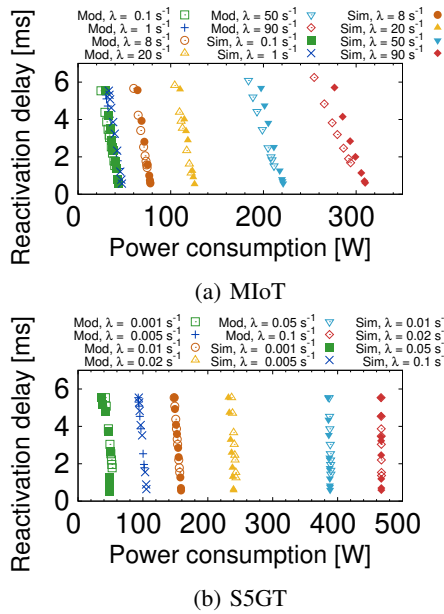 Mod, λ = 0.1 s⁻¹ Mod, λ = 50 s⁻¹ Sim, λ = 8 s⁻¹
Mod, λ = 1 s⁻¹ Mod, λ = 90 s⁻¹ Sim, λ = 20 s⁻¹
Mod, λ = 8 s⁻¹ Sim, λ = 0.1 s⁻¹ Sim, λ = 50 s⁻¹
Mod, λ = 20 s⁻¹ Sim, λ = 1 s⁻¹ Sim, λ = 90 s⁻¹
Reactivation delay [ms]
6
4
2
0
0 100 200 300
Power consumption [W]
(a) MIoT
Mod, λ = 0.001 s⁻¹ Mod, λ = 0.05 s⁻¹ Sim, λ = 0.01 s⁻¹
Mod, λ = 0.005 s⁻¹ Mod, λ = 0.1 s⁻¹ Sim, λ = 0.02 s⁻¹
Mod, λ = 0.01 s⁻¹ Sim, λ = 0.001 s⁻¹ Sim, λ = 0.05 s⁻¹
Mod, λ = 0.02 s⁻¹ Sim, λ = 0.005 s⁻¹ Sim, λ = 0.1 s⁻¹
Reactivation delay [ms]
8
6
4
2
0
0 100 200 300 400 500
Power consumption [W]
(b) S5GT